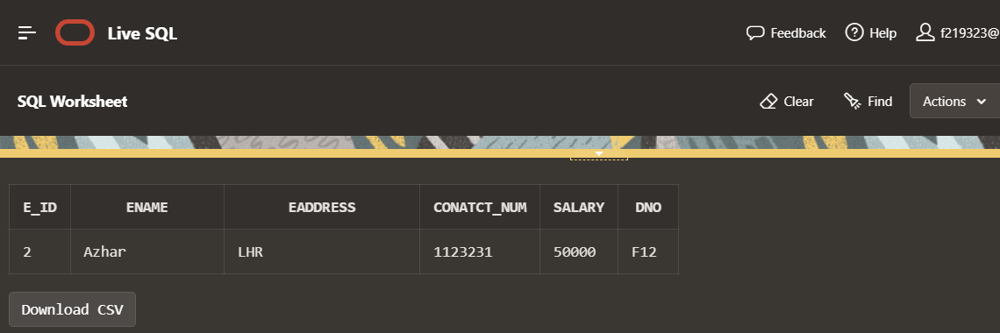 Live SQL Feedback Help f219323@
SQL Worksheet Clear Find Actions
E_ID ENAME EADDRESS CONATCT_NUM SALARY DNO
2 Azhar LHR 1123231 50000 F12
Download CSV